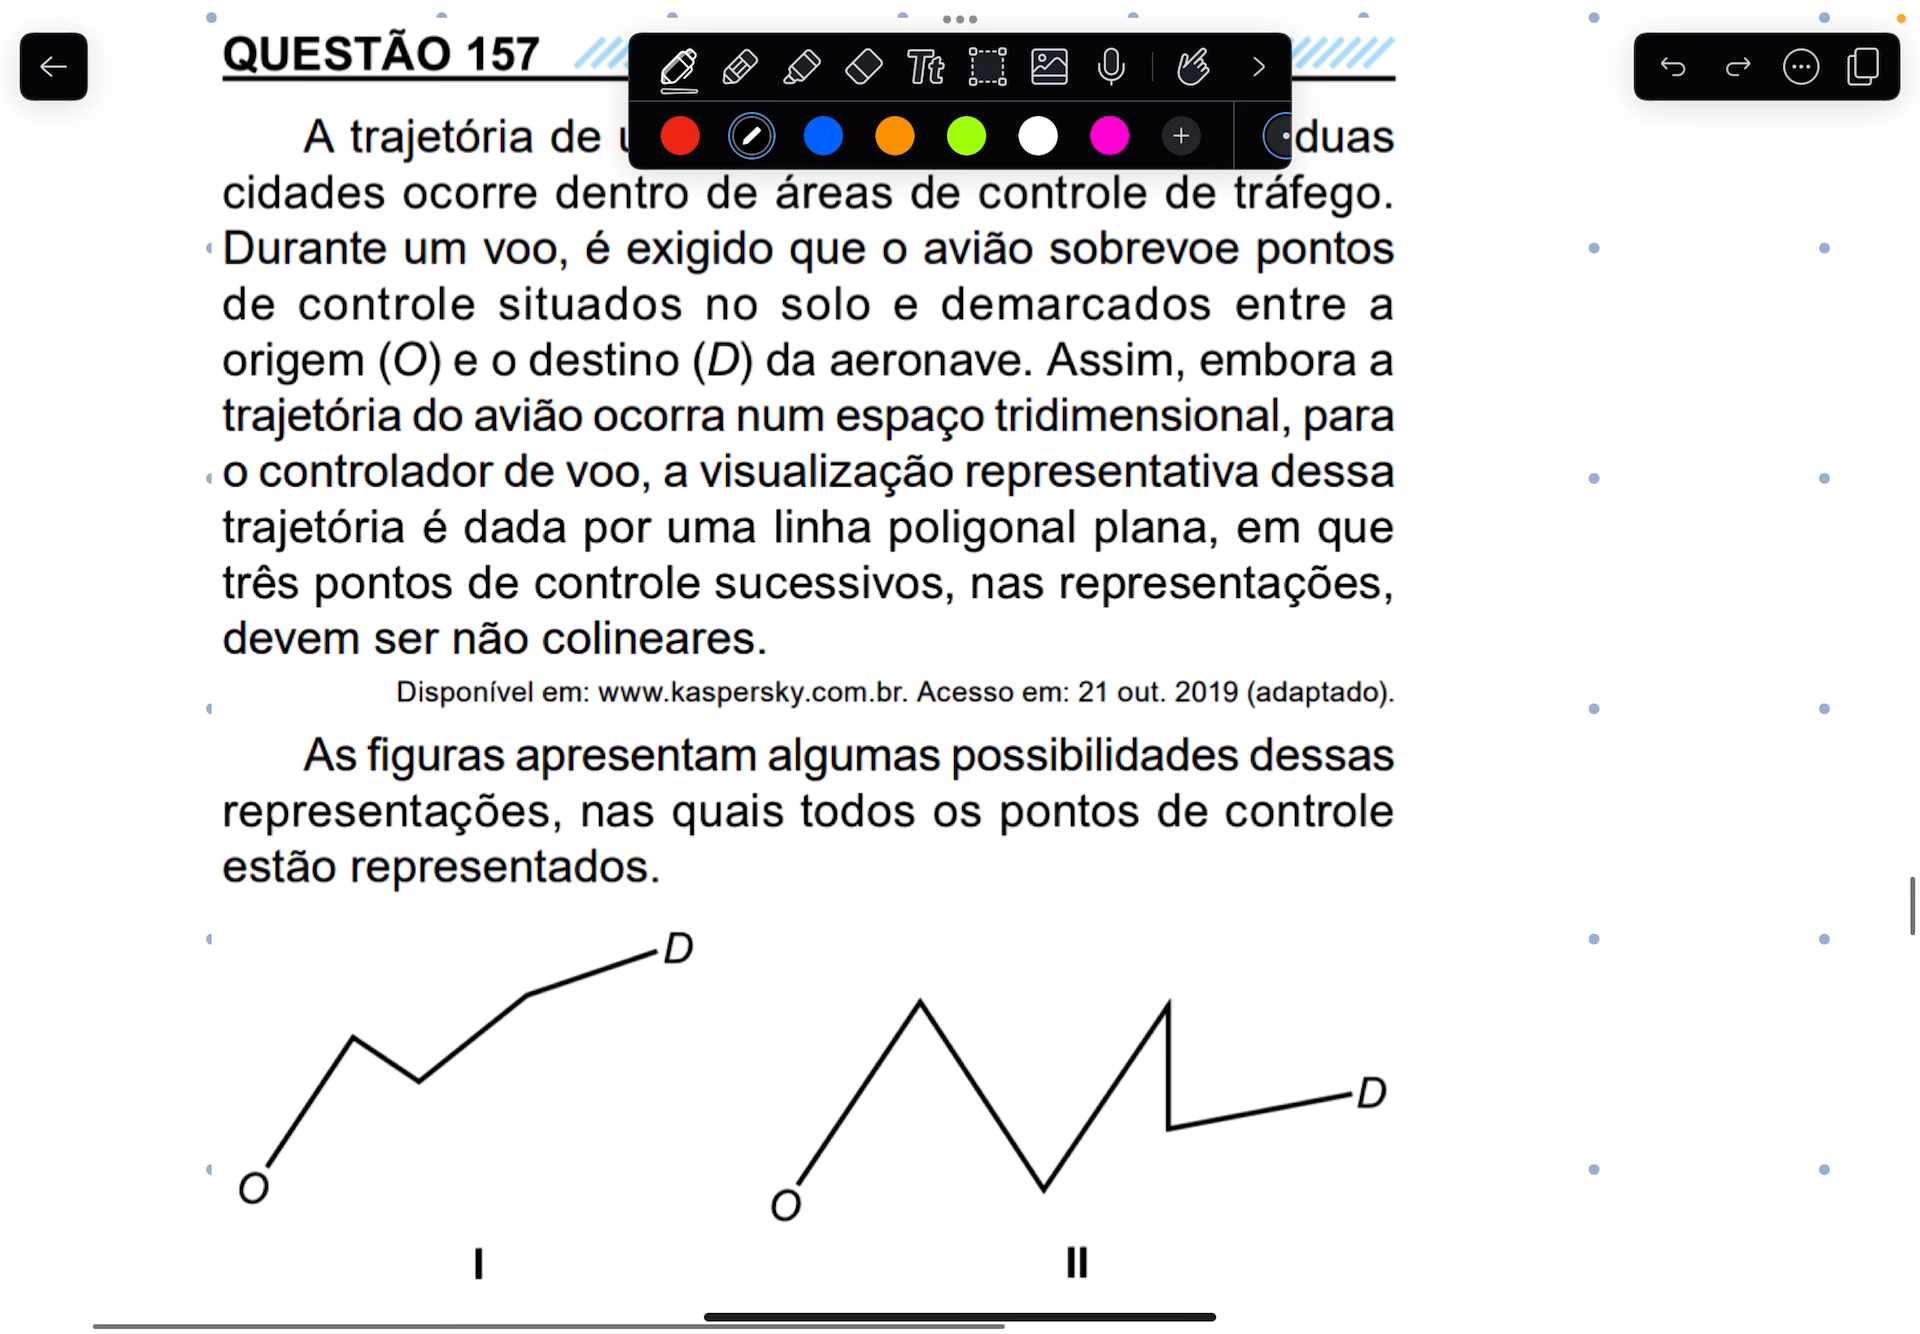 QUESTÃO 157
Tt
A trajetória de duas
cidades ocorre dentro de áreas de controle de tráfego.
Durante um voo, é exigido que o avião sobrevoe pontos
de controle situados no solo e demarcados entre a
origem (O) e o destino (D) da aeronave. Assim, embora a
trajetória do avião ocorra num espaço tridimensional, para
o controlador de voo, a visualização representativa dessa
trajetória é dada por uma linha poligonal plana, em que
três pontos de controle sucessivos, nas representações,
devem ser não colineares.
Disponível em: www.kaspersky.com.br. Acesso em: 21 out. 2019 (adaptado).
As figuras apresentam algumas possibilidades dessas
representações, nas quais todos os pontos de controle
estão representados.
D
O
I
D
O
II